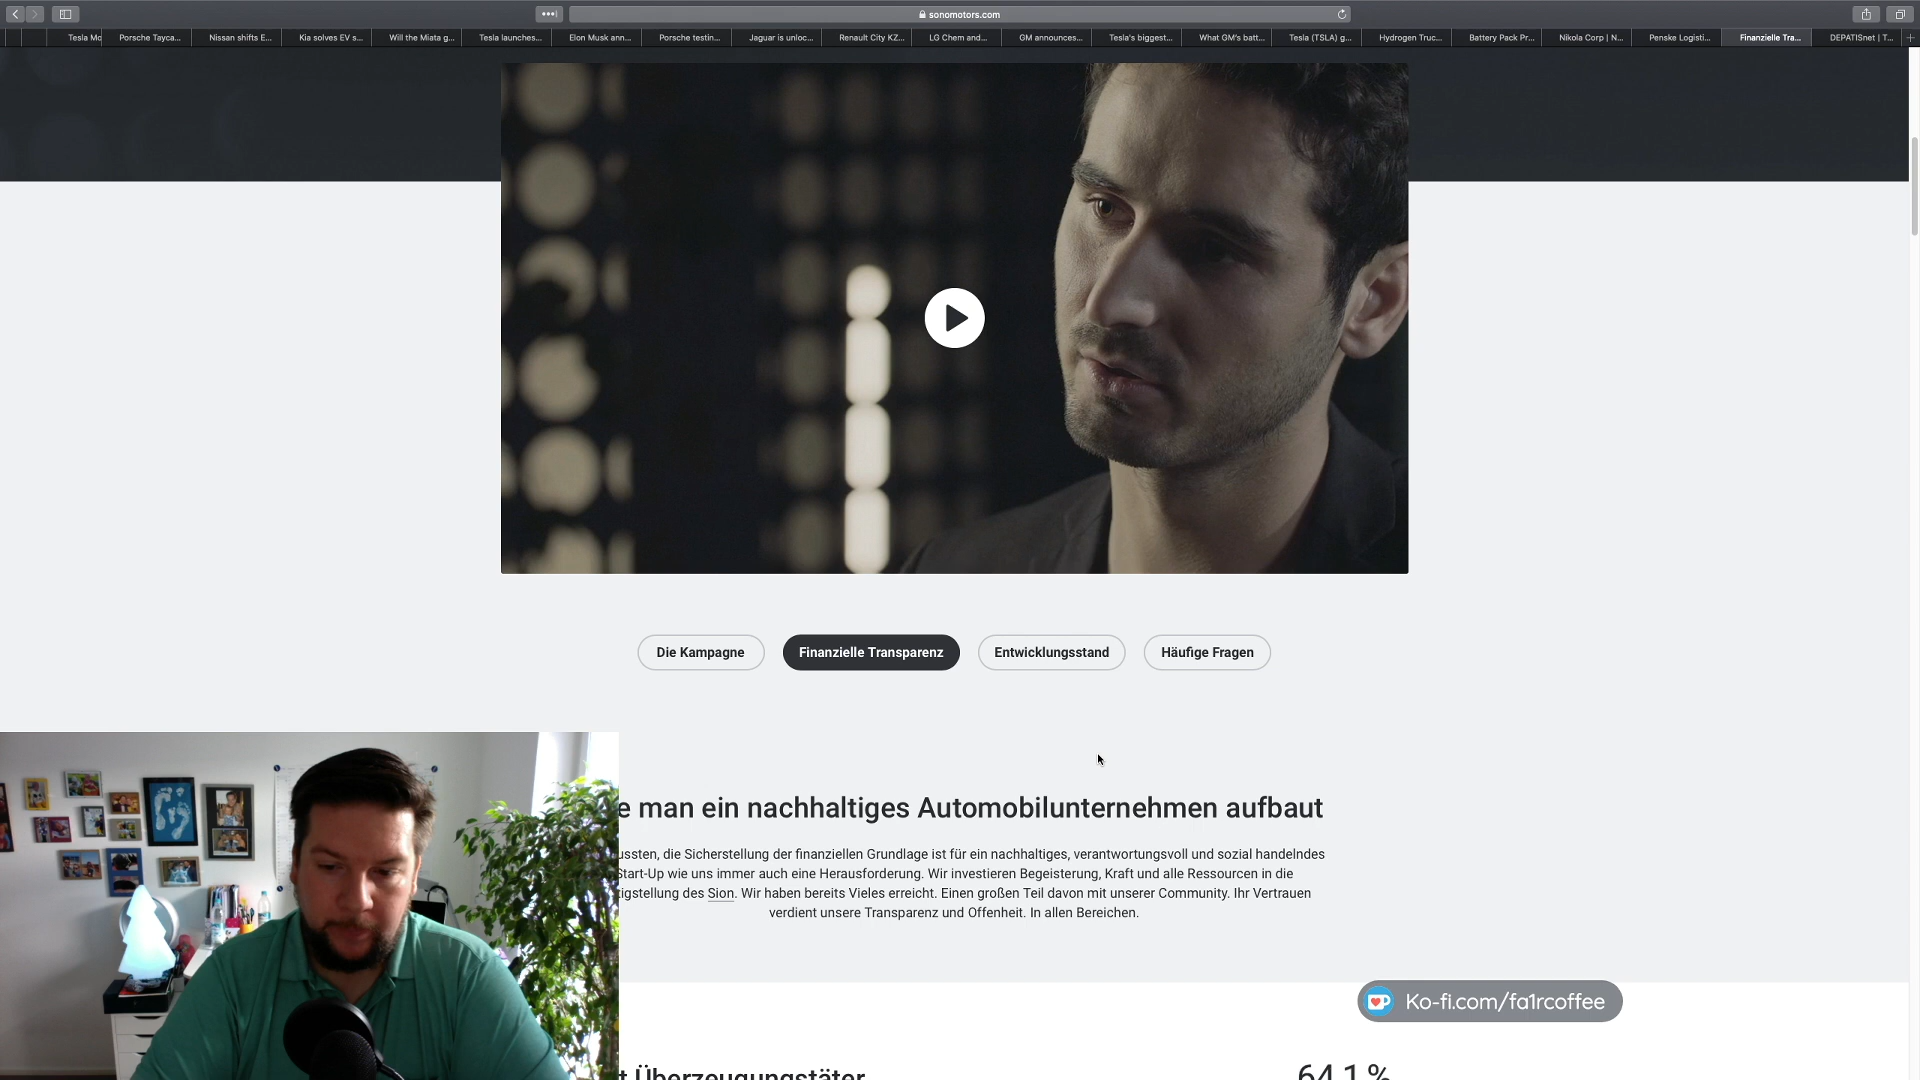 sonomotors.com
Tesla Mo
Porsche Tayca...
Nissan shifts E...
Kia solves EV s...
Will the Miata g...
Tesla launches...
Elon Musk ann...
Porsche testin...
Jaguar is unloc...
Renault City KZ...
LG Chem and...
GM announces...
Tesla's biggest...
What GM's batt...
Tesla (TSLA) g...
Hydrogen Truc...
Battery Pack Pr...
Nikola Corp | N...
Penske Logisti...
Finanzielle Tra...
DEPATISnet | T...
Die Kampagne
Finanzielle Transparenz
Entwicklungsstand
Häufige Fragen
e man ein nachhaltiges Automobilunternehmen aufbaut
ussten, die Sicherstellung der finanziellen Grundlage ist für ein nachhaltiges, verantwortungsvoll und sozial handelndes
Start-Up wie uns immer auch eine Herausforderung. Wir investieren Begeisterung, Kraft und alle Ressourcen in die
tigstellung des Sion. Wir haben bereits Vieles erreicht. Einen großen Teil davon mit unserer Community. Ihr Vertrauen
verdient unsere Transparenz und Offenheit. In allen Bereichen.
Ko-fi.com/fa1rcoffee
t Überzeugungstäter
64,1 %